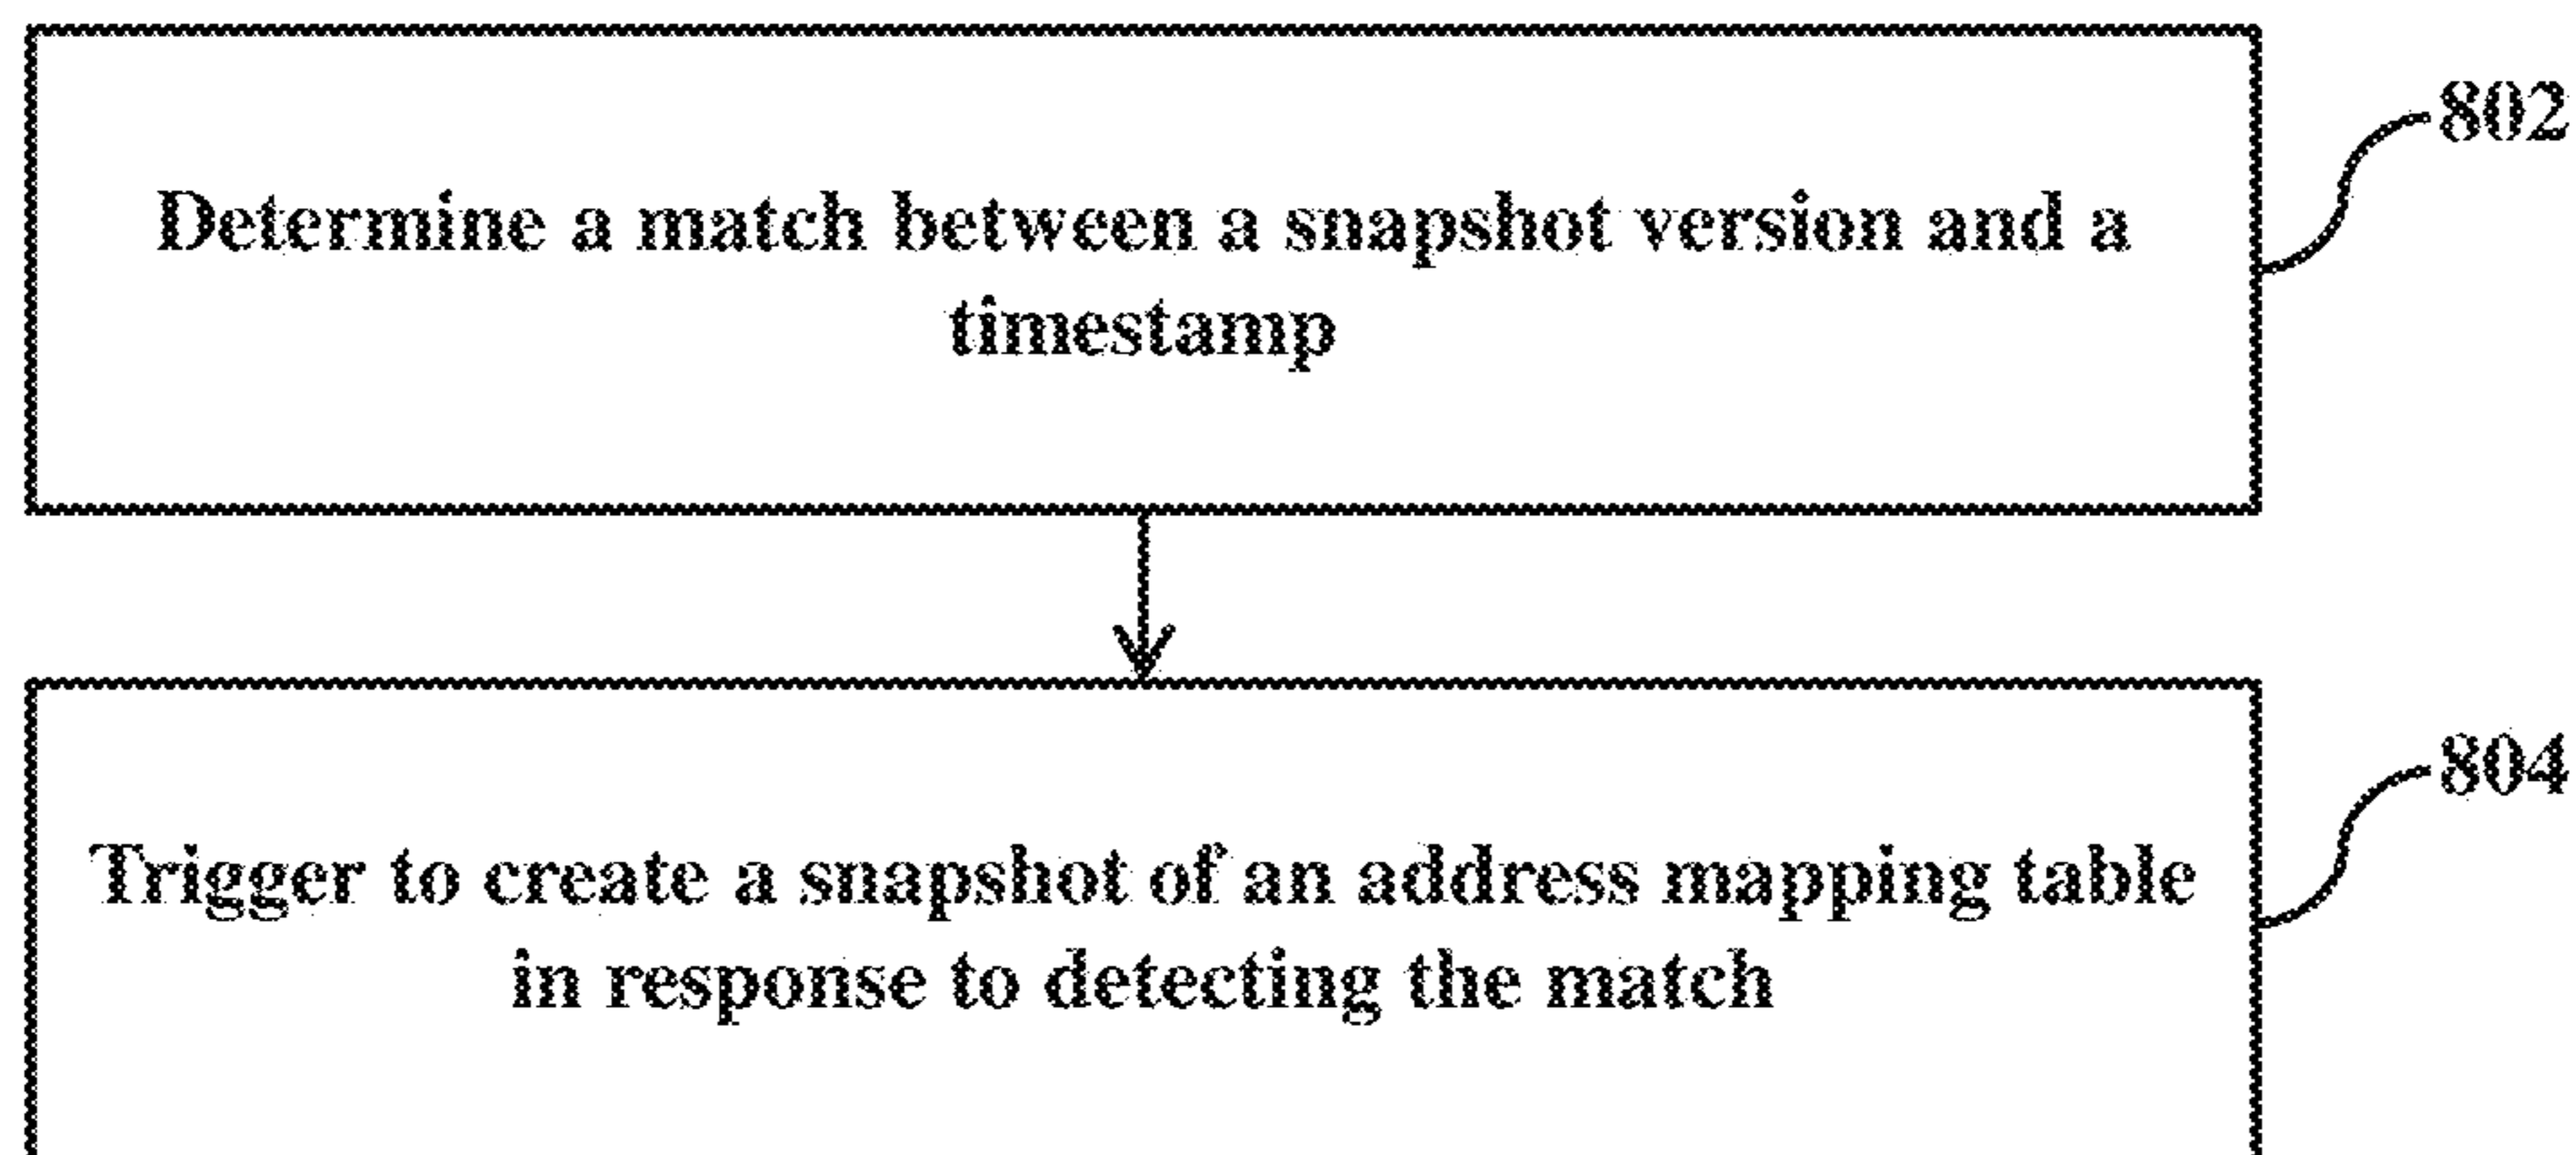 802
Determine a match between a snapshot version and a
timestamp
804
Trigger to create a snapshot of an address mapping table
in response to detecting the match